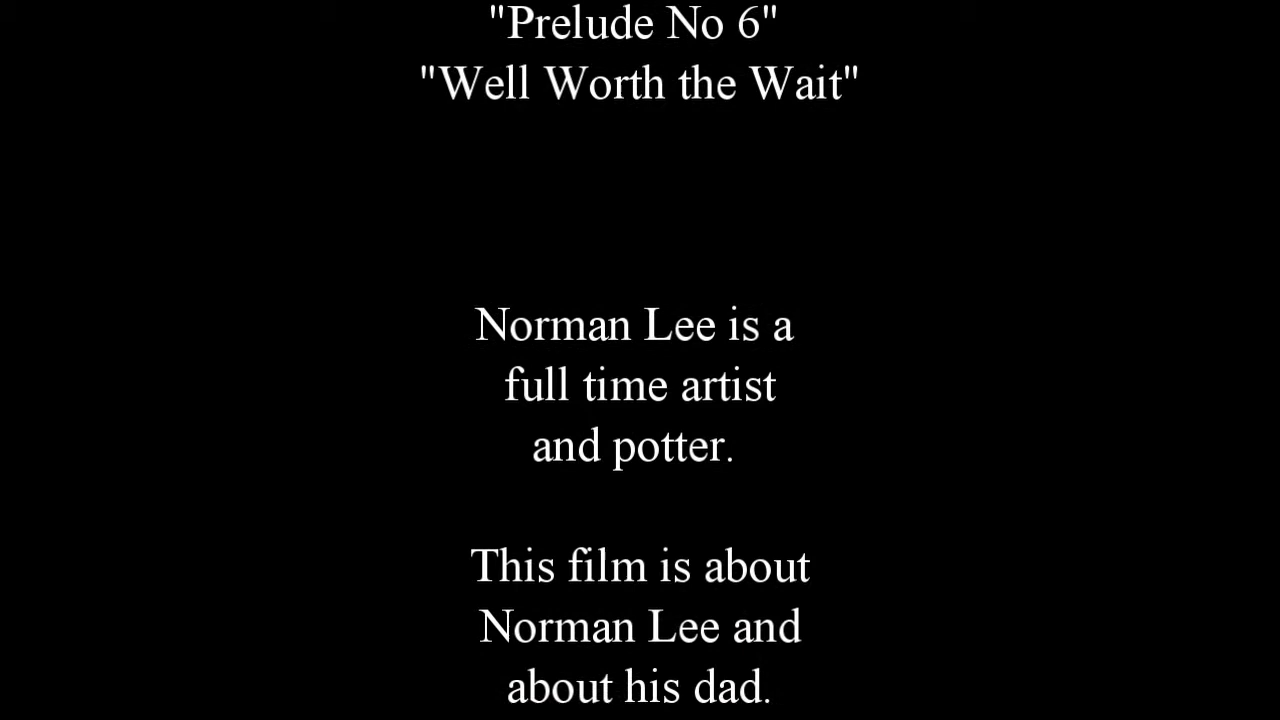 "Prelude No 6"
"Well Worth the Wait"
Norman Lee is a
full time artist
and potter.
This film is about
Norman Lee and
about his dad.